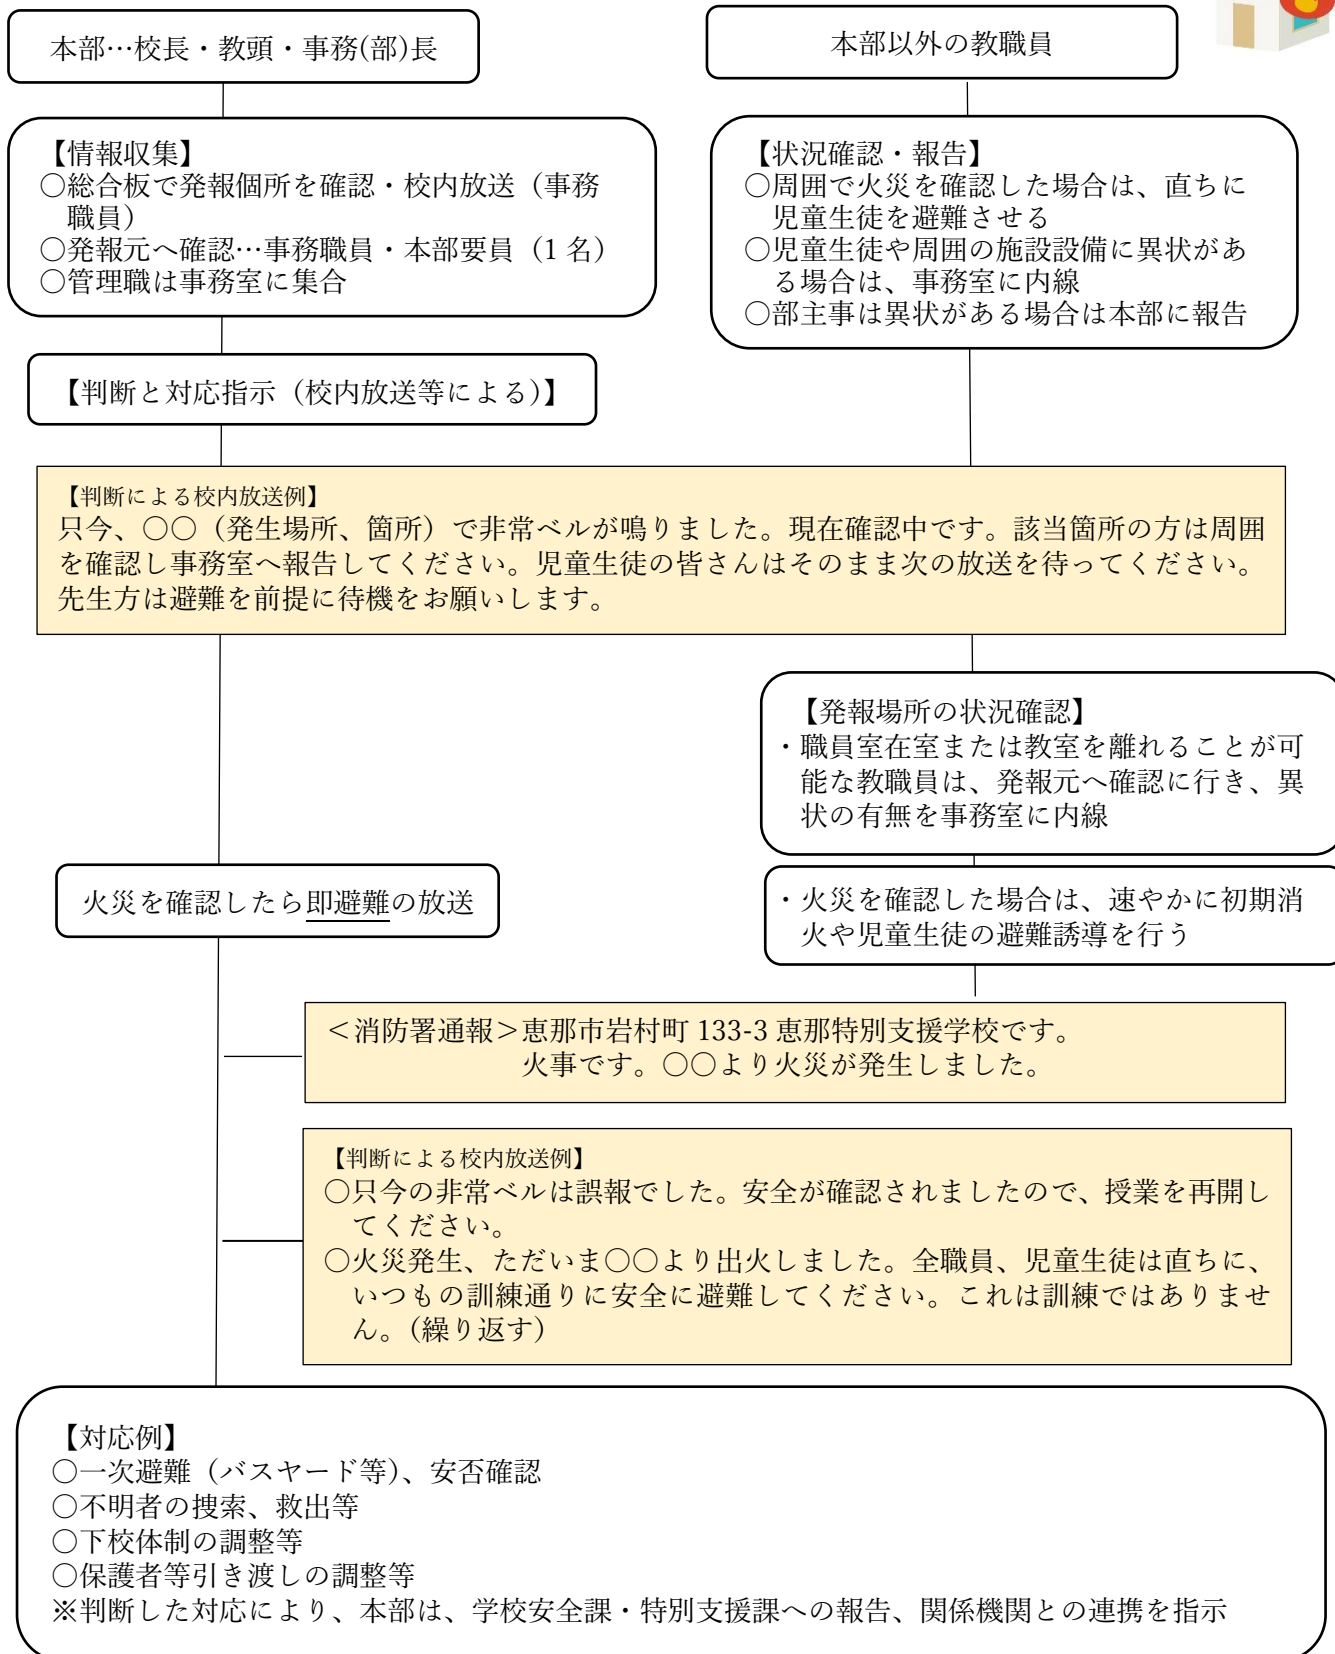 本部…校長・教頭・事務(部)長
本部以外の教職員
【情報収集】
○総合板で発報個所を確認・校内放送（事務
職員）
○発報元へ確認…事務職員・本部要員（1 名）
○管理職は事務室に集合
【状況確認・報告】
○周囲で火災を確認した場合は、直ちに
児童生徒を避難させる
○児童生徒や周囲の施設設備に異状があ
る場合は、事務室に内線
○部主事は異状がある場合は本部に報告
【判断と対応指示（校内放送等による）】
【判断による校内放送例】
只今、○○（発生場所、箇所）で非常ベルが鳴りました。現在確認中です。該当箇所の方は周囲
を確認し事務室へ報告してください。児童生徒の皆さんはそのまま次の放送を待ってください。
先生方は避難を前提に待機をお願いします。
【発報場所の状況確認】
・職員室在室または教室を離れることが可
能な教職員は、発報元へ確認に行き、異
状の有無を事務室に内線
火災を確認したら即避難の放送
・火災を確認した場合は、速やかに初期消
火や児童生徒の避難誘導を行う
＜消防署通報＞恵那市岩村町 133-3 恵那特別支援学校です。
火事です。○○より火災が発生しました。
【判断による校内放送例】
○只今の非常ベルは誤報でした。安全が確認されましたので、授業を再開し
てください。
○火災発生、ただいま○○より出火しました。全職員、児童生徒は直ちに、
いつもの訓練通りに安全に避難してください。これは訓練ではありませ
ん。（繰り返す）
【対応例】
○一次避難（バスヤード等）、安否確認
○不明者の捜索、救出等
○下校体制の調整等
○保護者等引き渡しの調整等
※判断した対応により、本部は、学校安全課・特別支援課への報告、関係機関との連携を指示